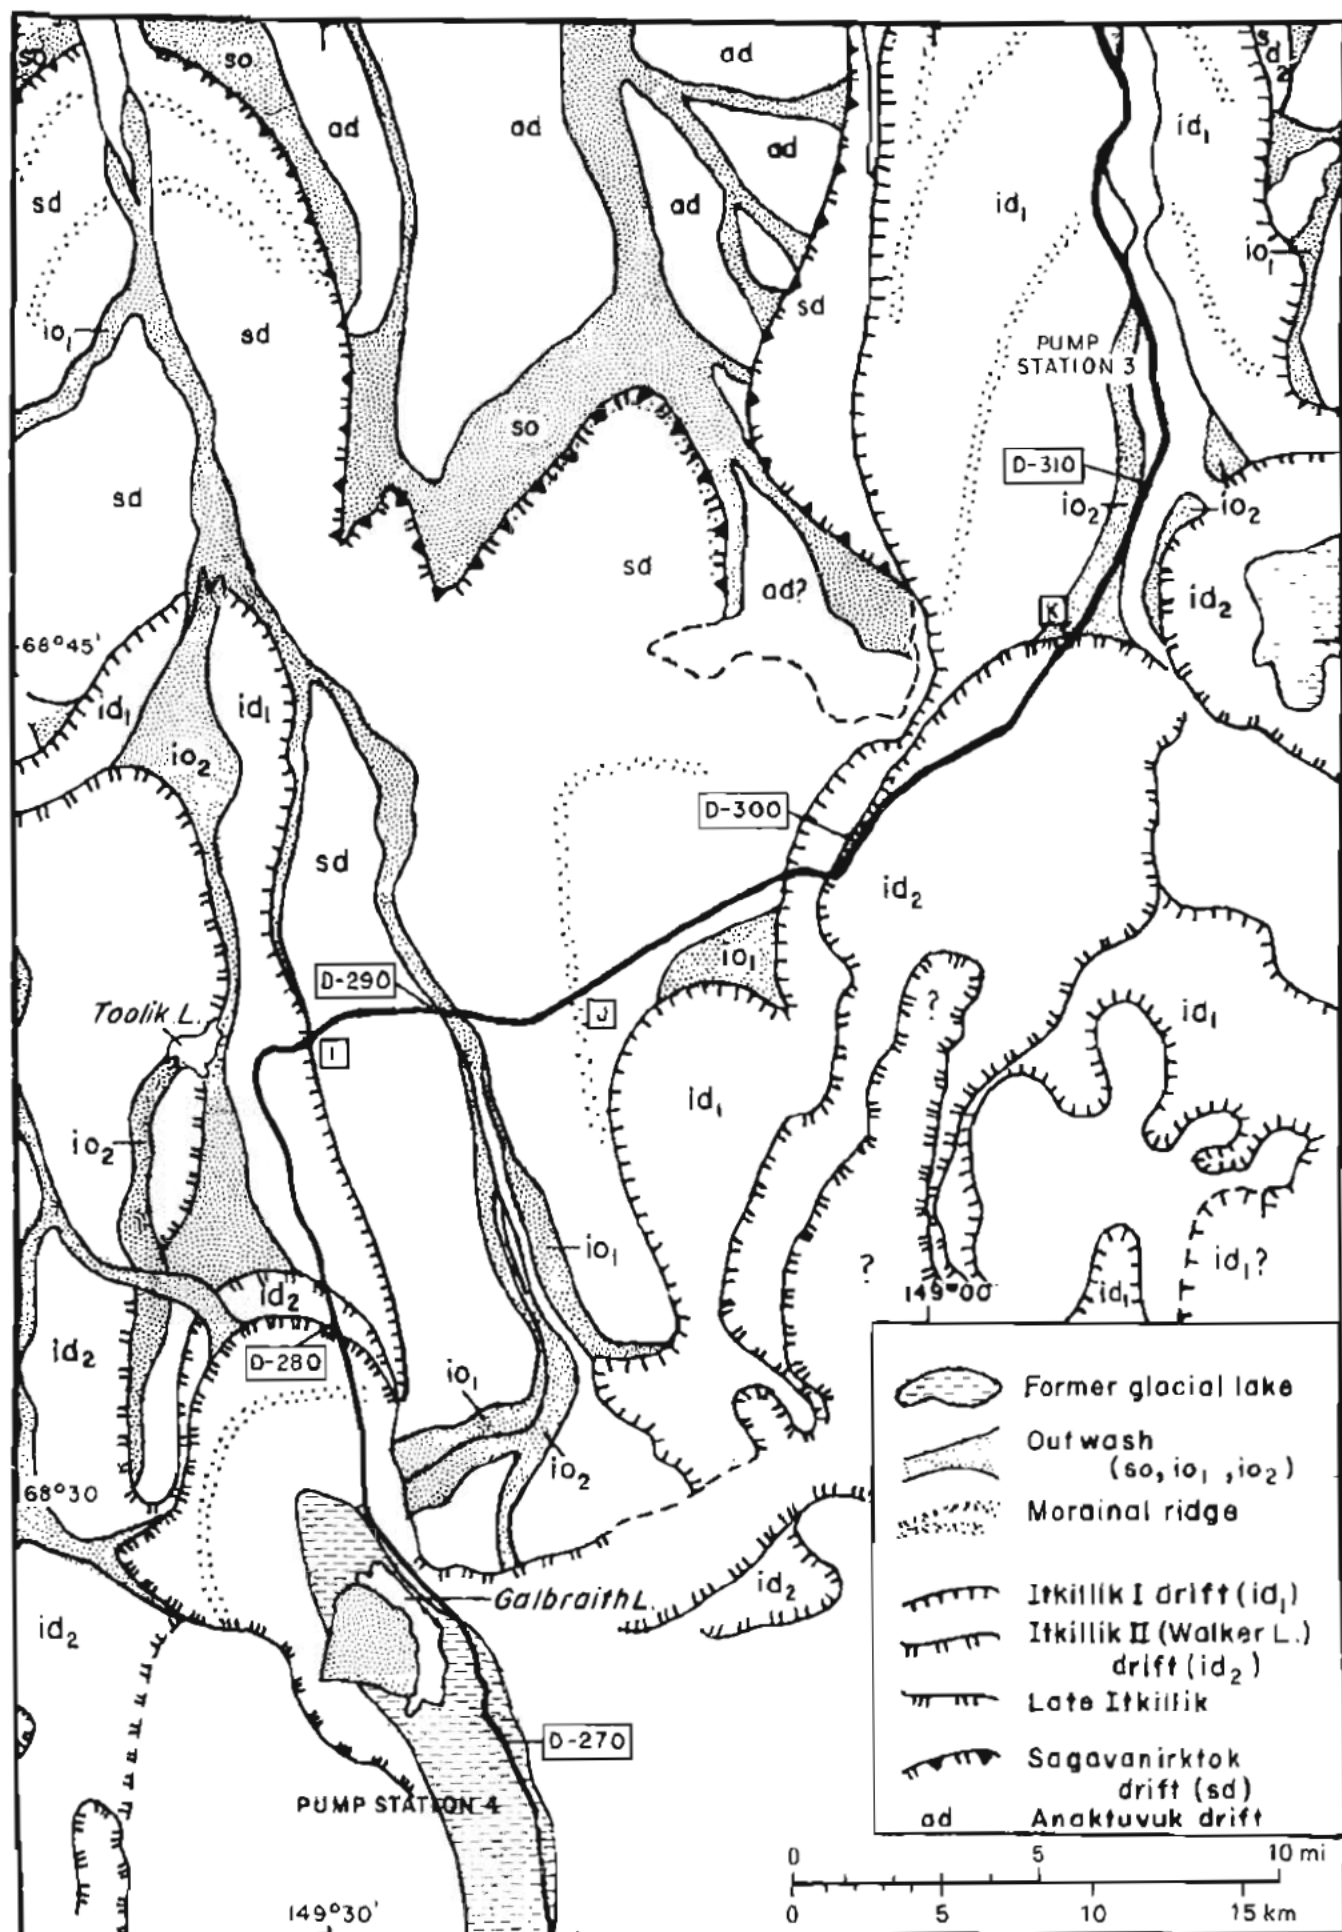 so
so
ad
ad
ad
ad
ad
sd
2
id₁
id₁
sd
sd
sd
io₁
io₁
PUMP
STATION 3
so
D-310
io₂
io₂
sd
sd
ad?
id₂
K
68°45'
id₁
id₁
io₂
D-300
sd
id₂
io₁
D-290
Toolik L.
J
I
?
id₁
id₁
io₂
io₁
?
149°00'
id₁?
id₁
id₂
id₂
D-280
io₁
io₂
68°30
Galbraith L.
id₂
id₂
D-270
PUMP STATION 4
149°30'
Former glacial lake
Outwash
(so, io₁, io₂)
Morainal ridge
Itkillik I drift (id₁)
Itkillik II (Walker L.)
drift (id₂)
Late Itkillik
Sagavanirktok
drift (sd)
ad Anaktuvuk drift
0 5 10 mi
0 5 10 15 km